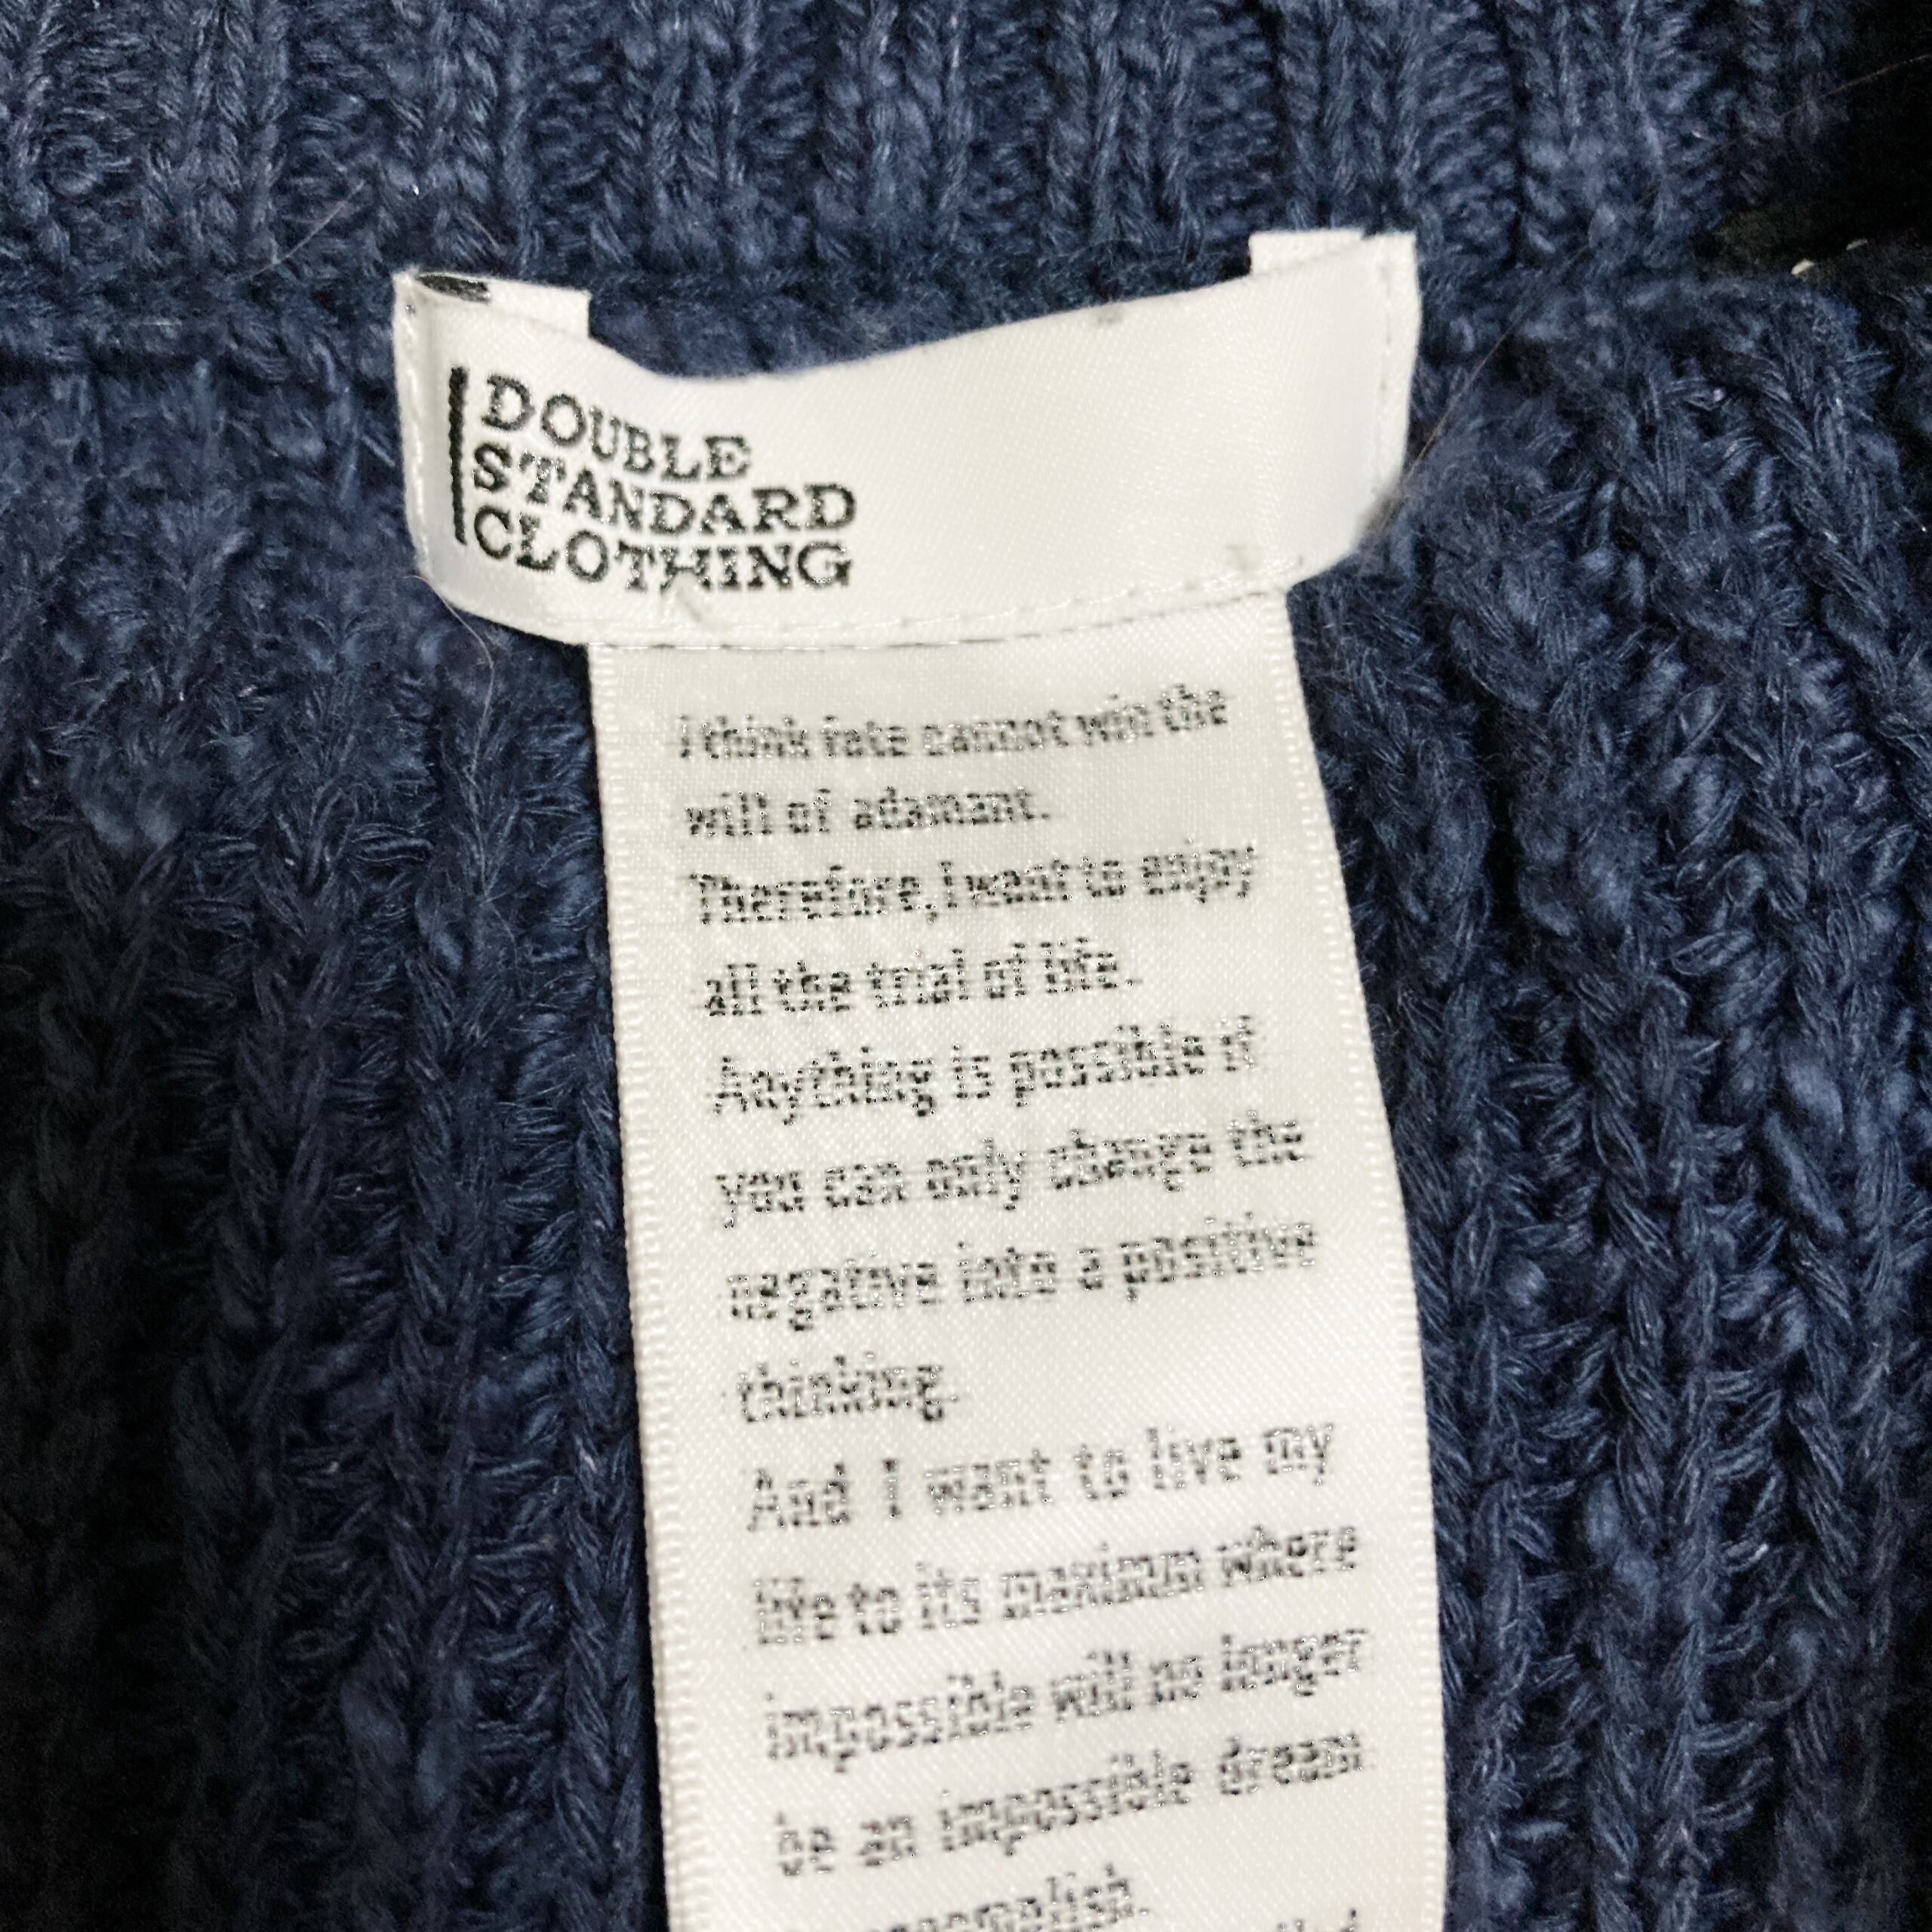 DOUBLE
STANDARD
CLOTHING
I think fate cannot win the
will of adamant.
Therefore, I want to enjoy
all the trial of life.
Anything is possible if
you can only change the
negative into a positive
thinking.
And I want to live my
life to its maximum where
impossible will no longer
be an impossible dream
accomplish.